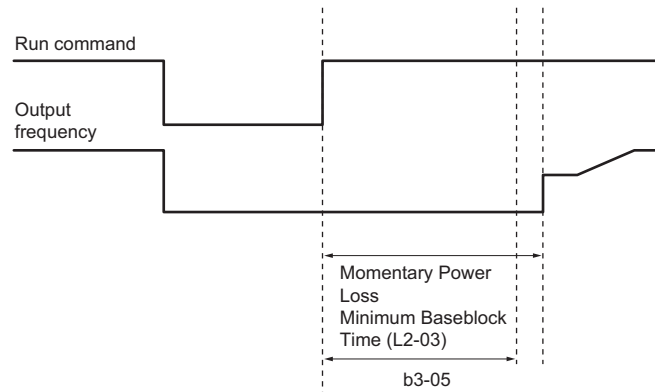 Run command
Output
frequency
Momentary Power
Loss
Minimum Baseblock
Time (L2-03)
b3-05